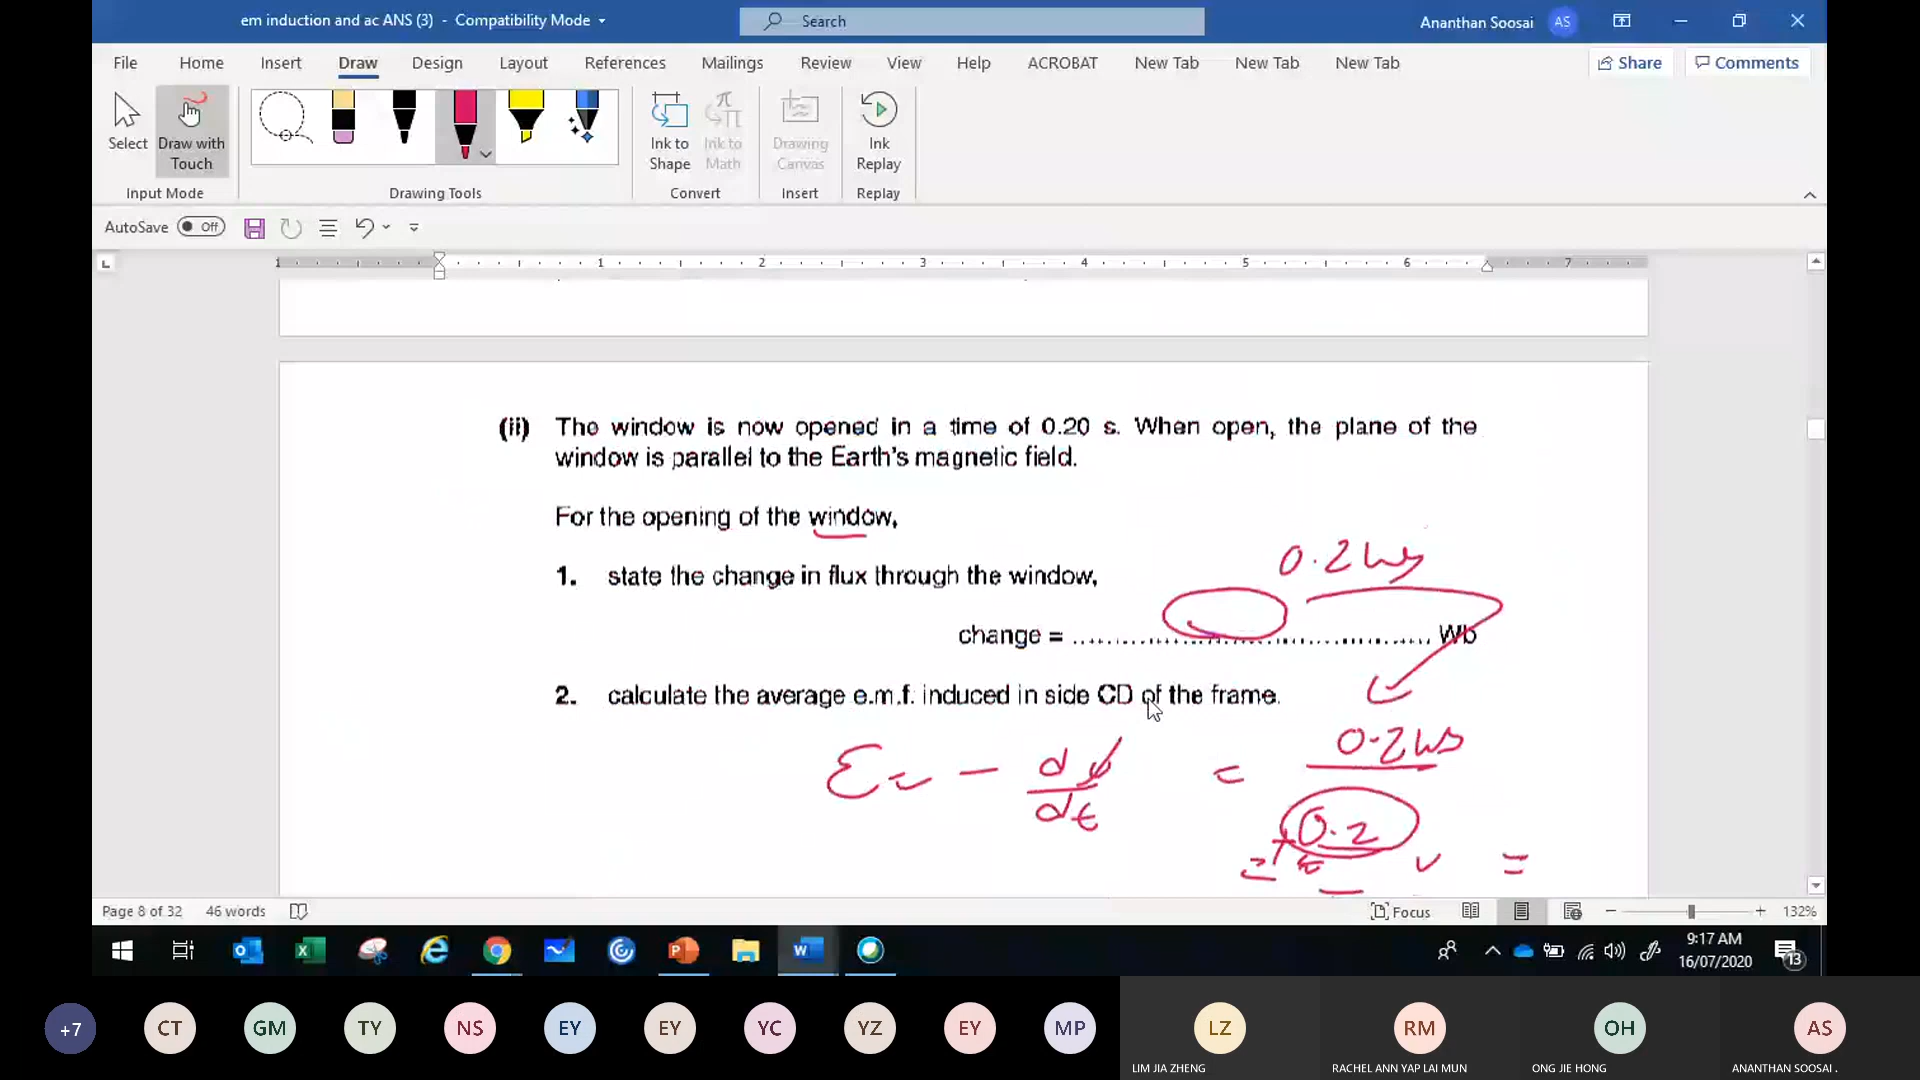 em induction and ac ANS (3) - Compatibility Mode
Search
Ananthan Soosai AS
File Home Insert Draw Design Layout References Mailings Review View Help ACROBAT New Tab New Tab New Tab Share Comments
Select
Draw with Touch
Ink to Shape
Ink to Math
Drawing Canvas
Ink Replay
Input Mode Drawing Tools Convert Insert Replay
AutoSave Off
1 1 2 3 4 5 6 7
(ii) The window is now opened in a time of 0.20 s. When open, the plane of the
window is parallel to the Earth's magnetic field.
For the opening of the window,
1. state the change in flux through the window,
change = ........................................ Wb
2. calculate the average e.m.f. induced in side CD of the frame.
0.2
=
Page 8 of 32 46 words Focus 132%
9:17 AM
16/07/2020
13
+7 CT GM TY NS EY EY YC YZ EY MP LZ RM OH AS
LIM JIA ZHENG RACHEL ANN YAP LAI MUN ONG JIE HONG ANANTHAN SOOSAI .